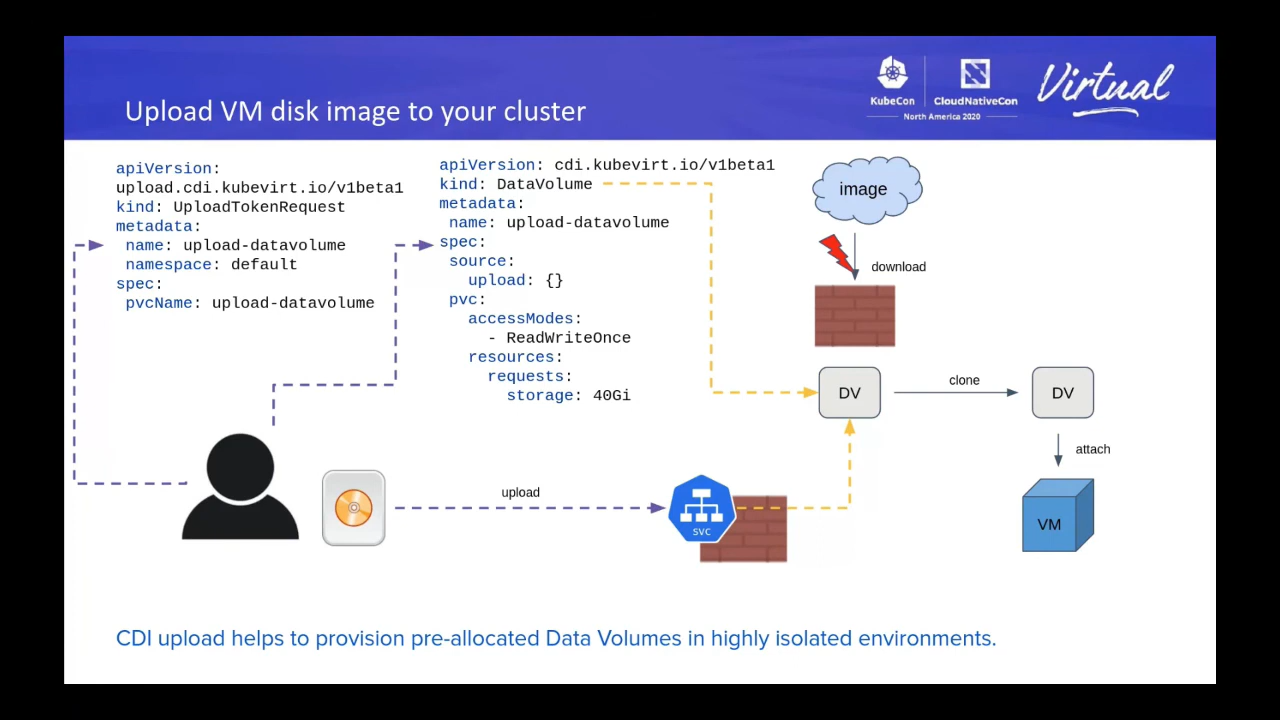 Upload VM disk image to your cluster
KubeCon
CloudNativeCon
North America 2020
Virtual
apiVersion:
upload.cdi.kubevirt.io/v1beta1
kind: UploadTokenRequest
metadata:
name: upload-datavolume
namespace: default
spec:
pvcName: upload-datavolume
apiVersion: cdi.kubevirt.io/v1beta1
kind: DataVolume
metadata:
name: upload-datavolume
spec:
source:
upload: {}
pvc:
accessModes:
- ReadWriteOnce
resources:
requests:
storage: 40Gi
image
download
DV
clone
DV
attach
VM
upload
svc
CDI upload helps to provision pre-allocated Data Volumes in highly isolated environments.